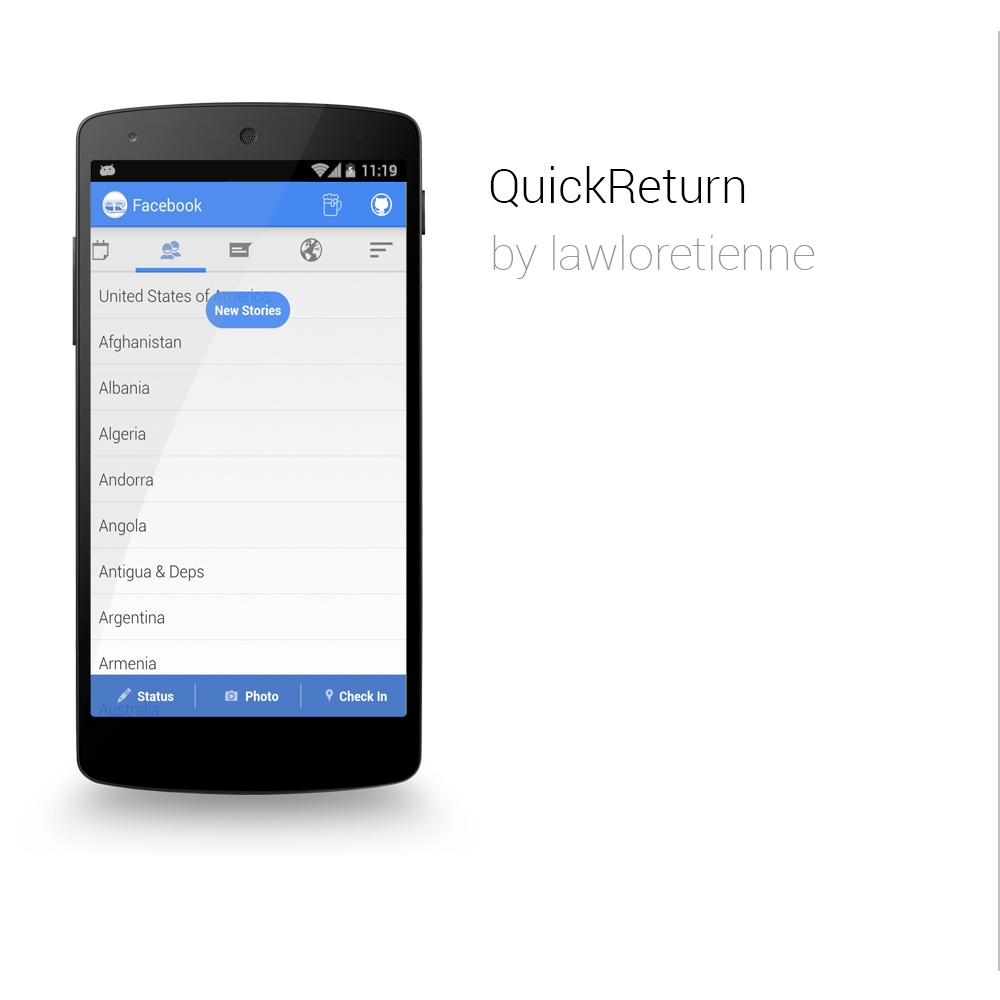 11:19
Facebook
United States of America
New Stories
Afghanistan
Albania
Algeria
Andorra
Angola
Antigua & Deps
Argentina
Armenia
Status
Photo
Check In
Australia
QuickReturn
by lawloretienne